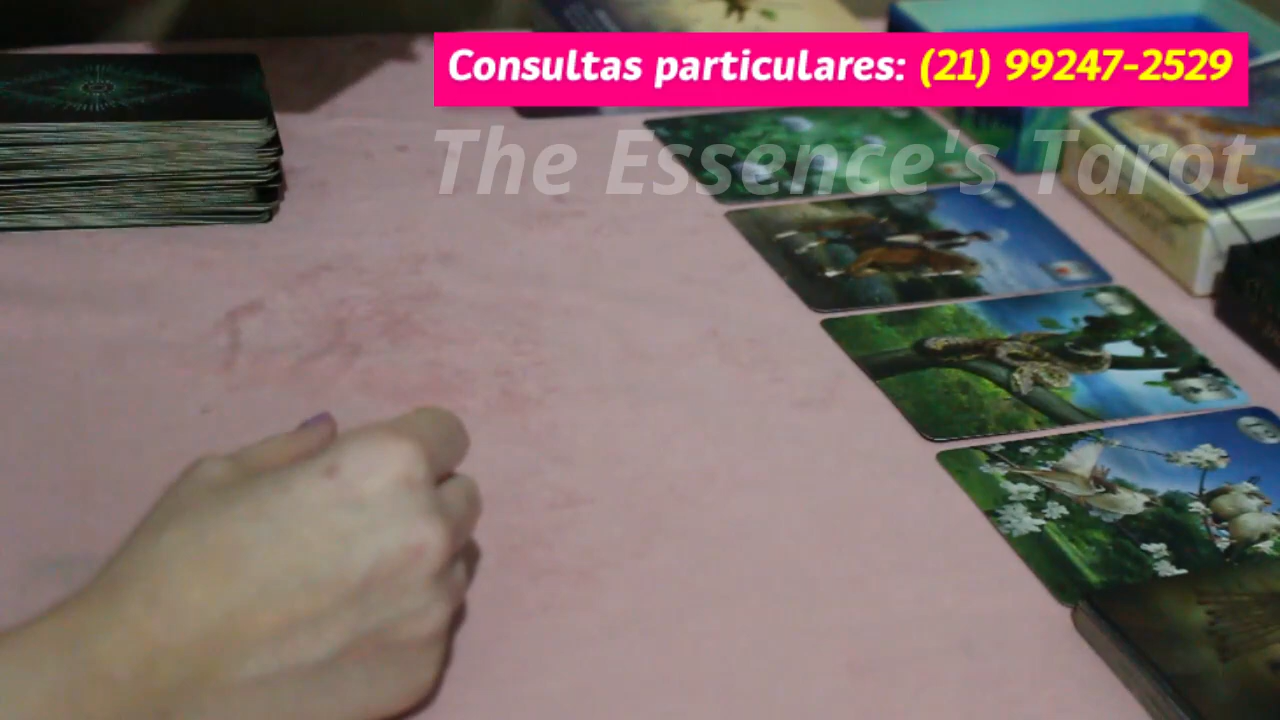 Consultas particulares: (21) 99247-2529
The Essence's Tarot